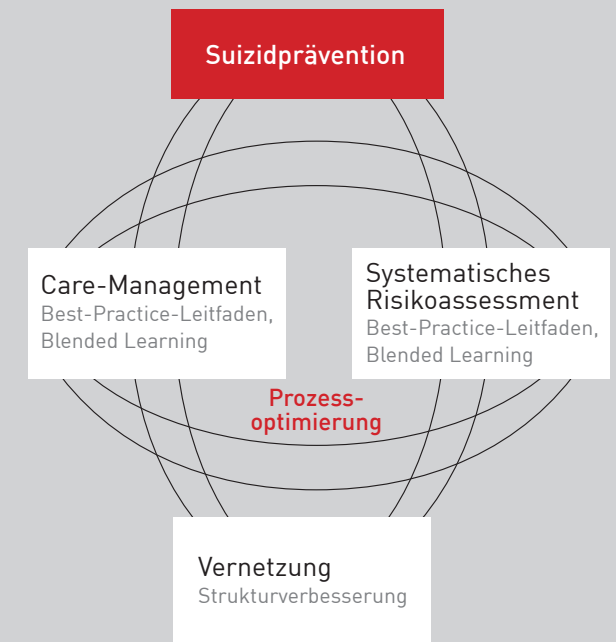 Suizidprävention
Care-Management
Best-Practice-Leitfaden,
Blended Learning
Systematisches
Risikoassessment
Best-Practice-Leitfaden,
Blended Learning
Prozess-
optimierung
Vernetzung
Strukturverbesserung